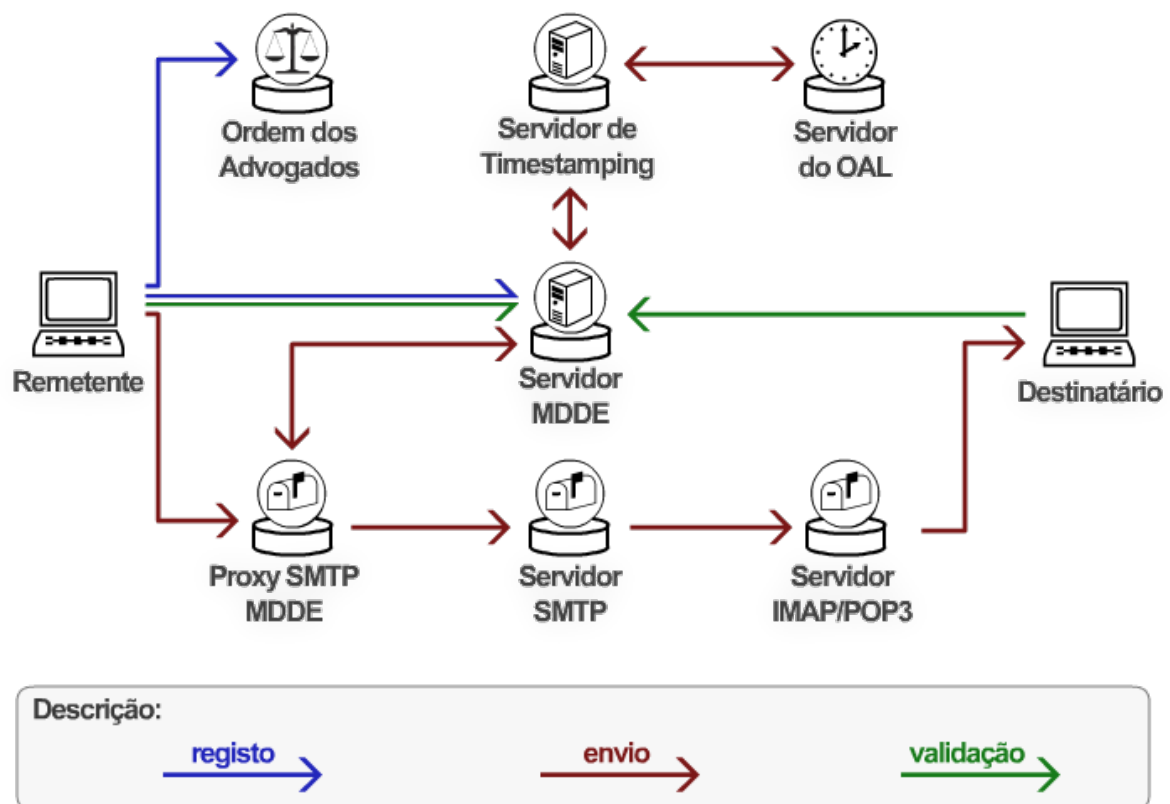 Ordem dos
Advogados
Servidor de
Timestamping
Servidor
do OAL
Remetente
Servidor
MDDE
Destinatário
Proxy SMTP
MDDE
Servidor
SMTP
Servidor
IMAP/POP3
Descrição:
registo
envio
validação